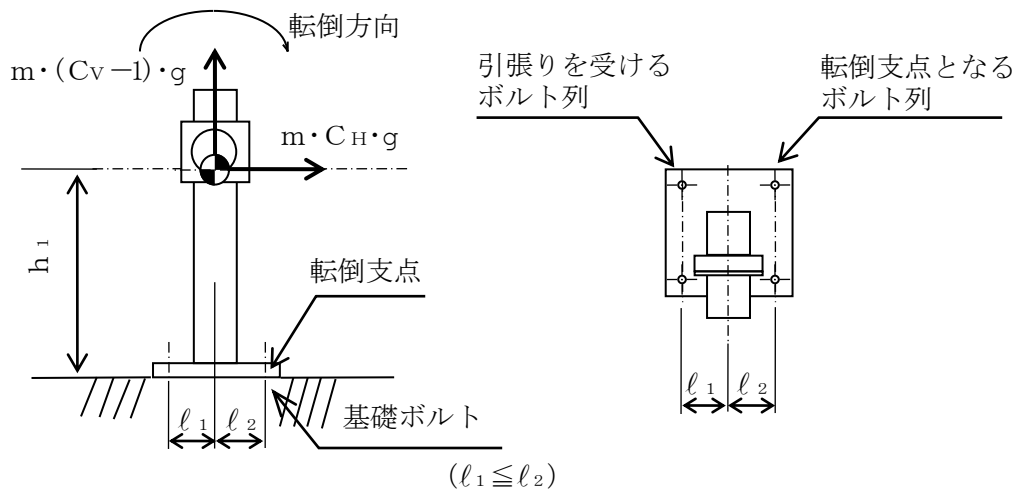 転倒方向
m・(CV－1)・g
m・CH・g
h1
転倒支点
ℓ1
ℓ2
基礎ボルト
(ℓ1≦ℓ2)
引張りを受ける
ボルト列
転倒支点となる
ボルト列
ℓ1
ℓ2